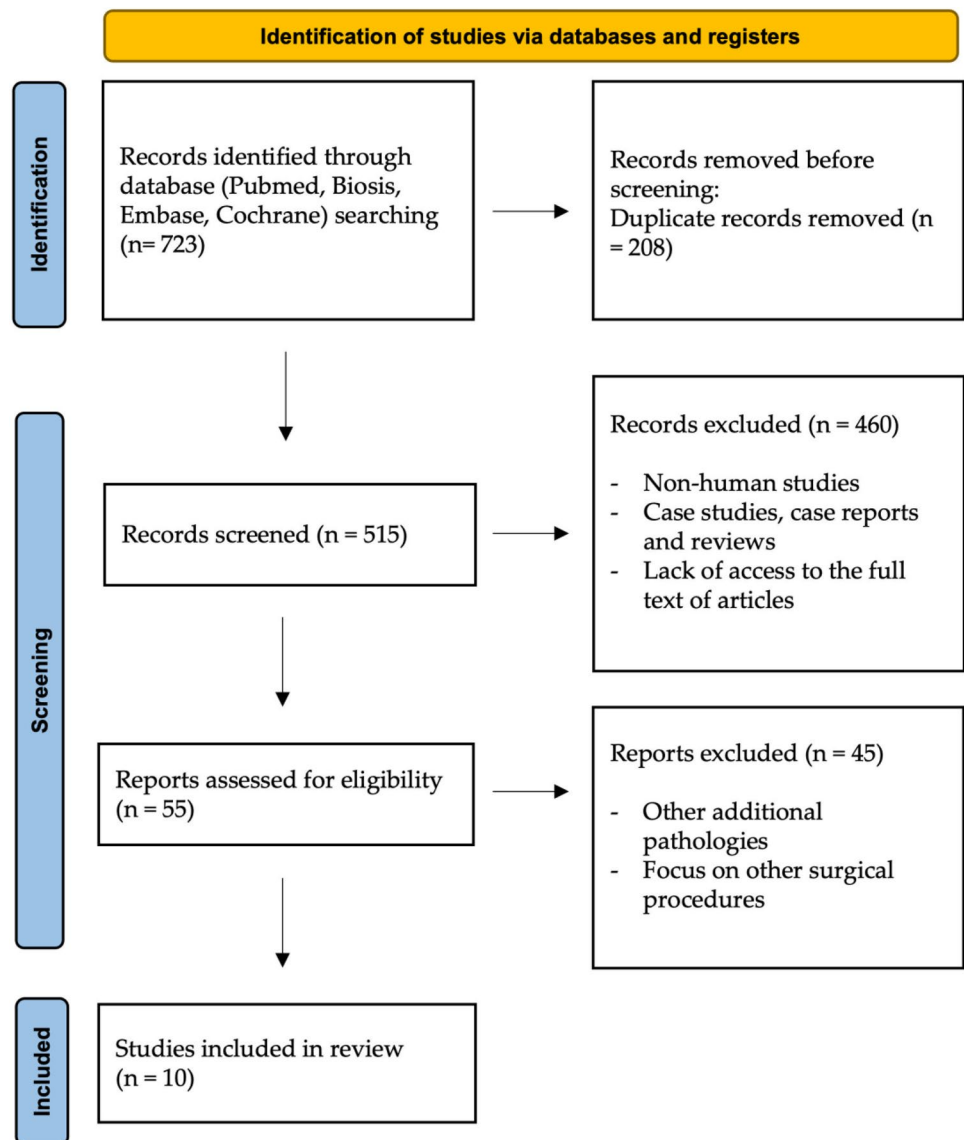 Identification of studies via databases and registers
Identification
Records identified through
database (Pubmed, Biosis,
Embase, Cochrane) searching
(n= 723)
Records removed before
screening:
Duplicate records removed (n
= 208)
Screening
Records screened (n = 515)
Records excluded (n = 460)
- Non-human studies
- Case studies, case reports
and reviews
- Lack of access to the full
text of articles
Reports assessed for eligibility
(n = 55)
Reports excluded (n = 45)
- Other additional
pathologies
- Focus on other surgical
procedures
Included
Studies included in review
(n = 10)